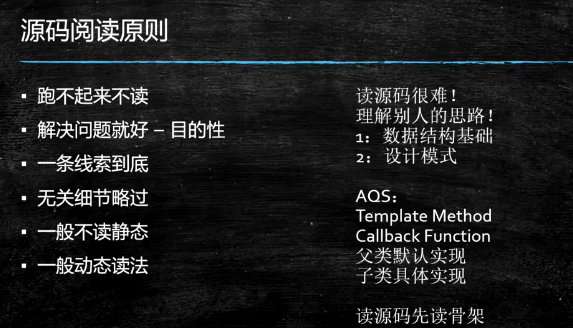 源码阅读原则
▪ 跑不起来不读
▪ 解决问题就好 – 目的性
▪ 一条线索到底
▪ 无关细节略过
▪ 一般不读静态
▪ 一般动态读法
读源码很难！
理解别人的思路！
1：数据结构基础
2：设计模式
AQS：
Template Method
Callback Function
父类默认实现
子类具体实现
读源码先读骨架